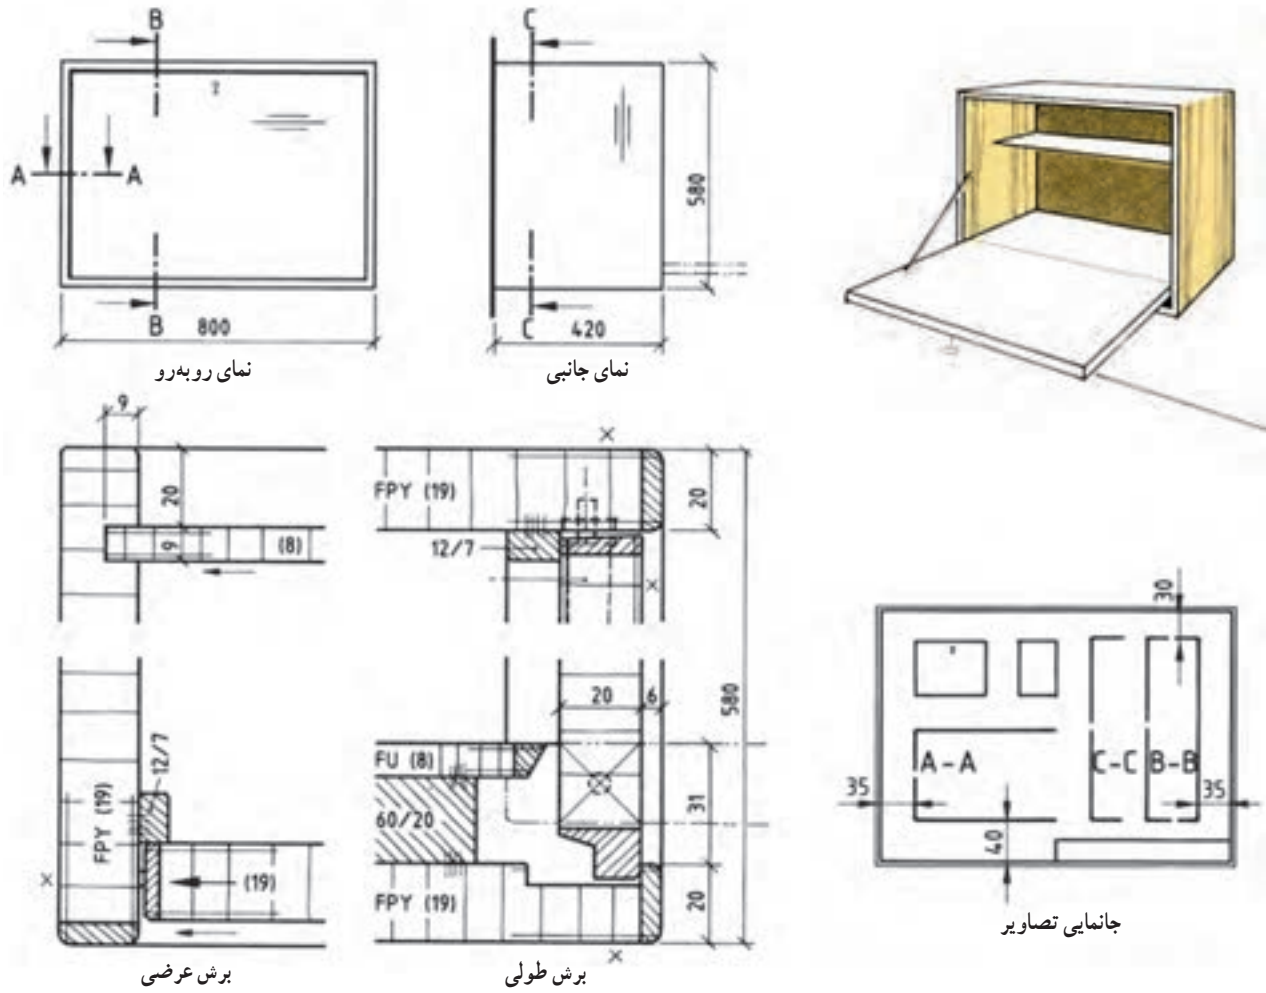 B
A
A
B
800
نمای روبه‌رو
C
C
580
420
نمای جانبی
9
20
9
(8)
12/7
FPY (19)
(19)
برش عرضی
FPY (19)
12/7
20
20
6
580
FU (8)
60/20
31
FPY (19)
20
برش طولی
30
A-A
C-C
B-B
35
35
40
جانمایی تصاویر